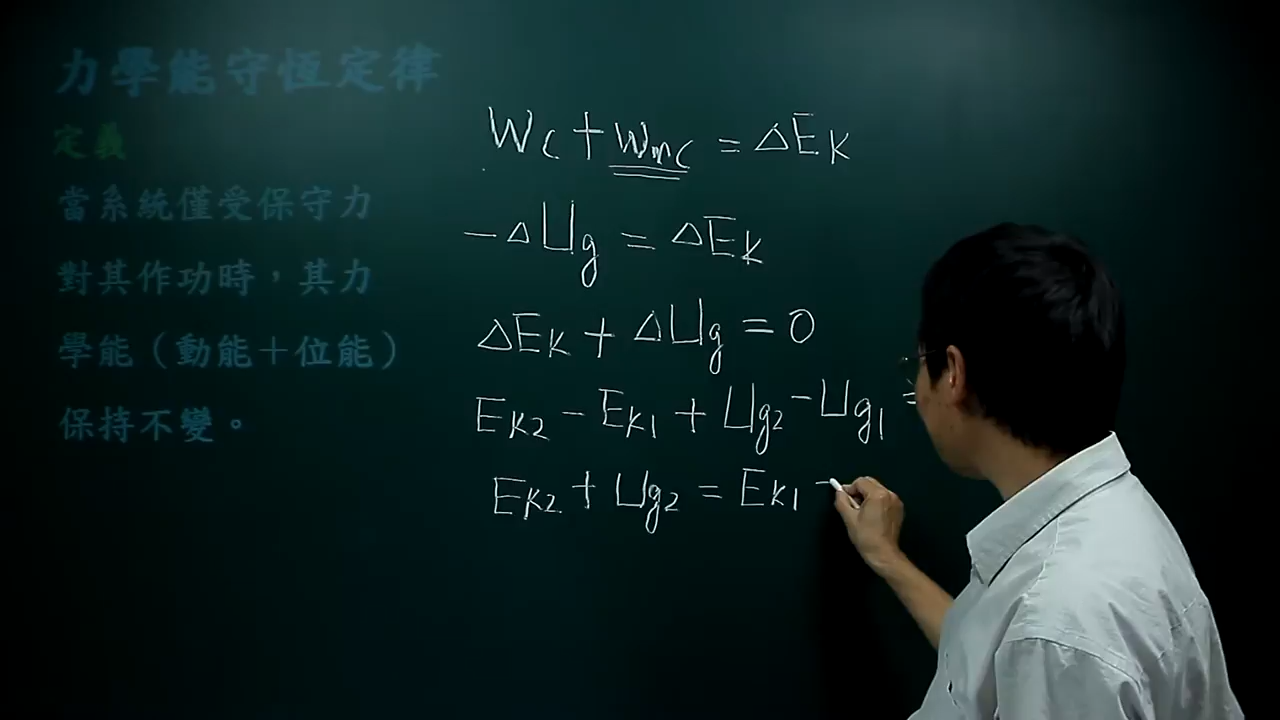 力學能守恆定律
定義
當系統僅受保守力
對其作功時，其力
學能（動能＋位能）
保持不變。
Wc + Wnc = ΔEk
-ΔUg = ΔEk
ΔEk + ΔUg = 0
Ek2 - Ek1 + Ug2 - Ug1 =
Ek2 + Ug2 = Ek1 -